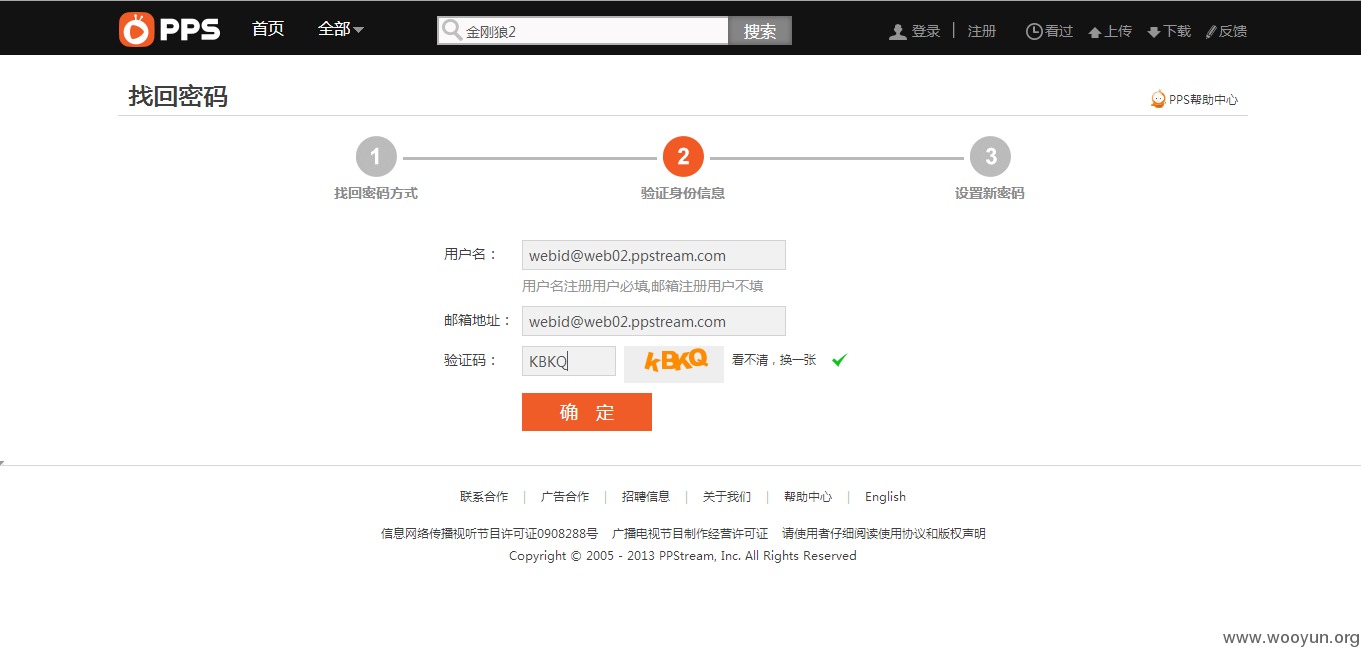 PPS 首页 全部 金刚狼2 搜索 登录 | 注册 看过 上传 下载 反馈
找回密码 PPS帮助中心
1 2 3
找回密码方式 验证身份信息 设置新密码
用户名： webid@web02.ppstream.com
用户名注册用户必填,邮箱注册用户不填
邮箱地址： webid@web02.ppstream.com
验证码： KBKQ kBKQ 看不清，换一张
确 定
联系合作 | 广告合作 | 招聘信息 | 关于我们 | 帮助中心 | English
信息网络传播视听节目许可证0908288号 广播电视节目制作经营许可证 请使用者仔细阅读使用协议和版权声明
Copyright © 2005 - 2013 PPStream, Inc. All Rights Reserved
www.wooyun.org